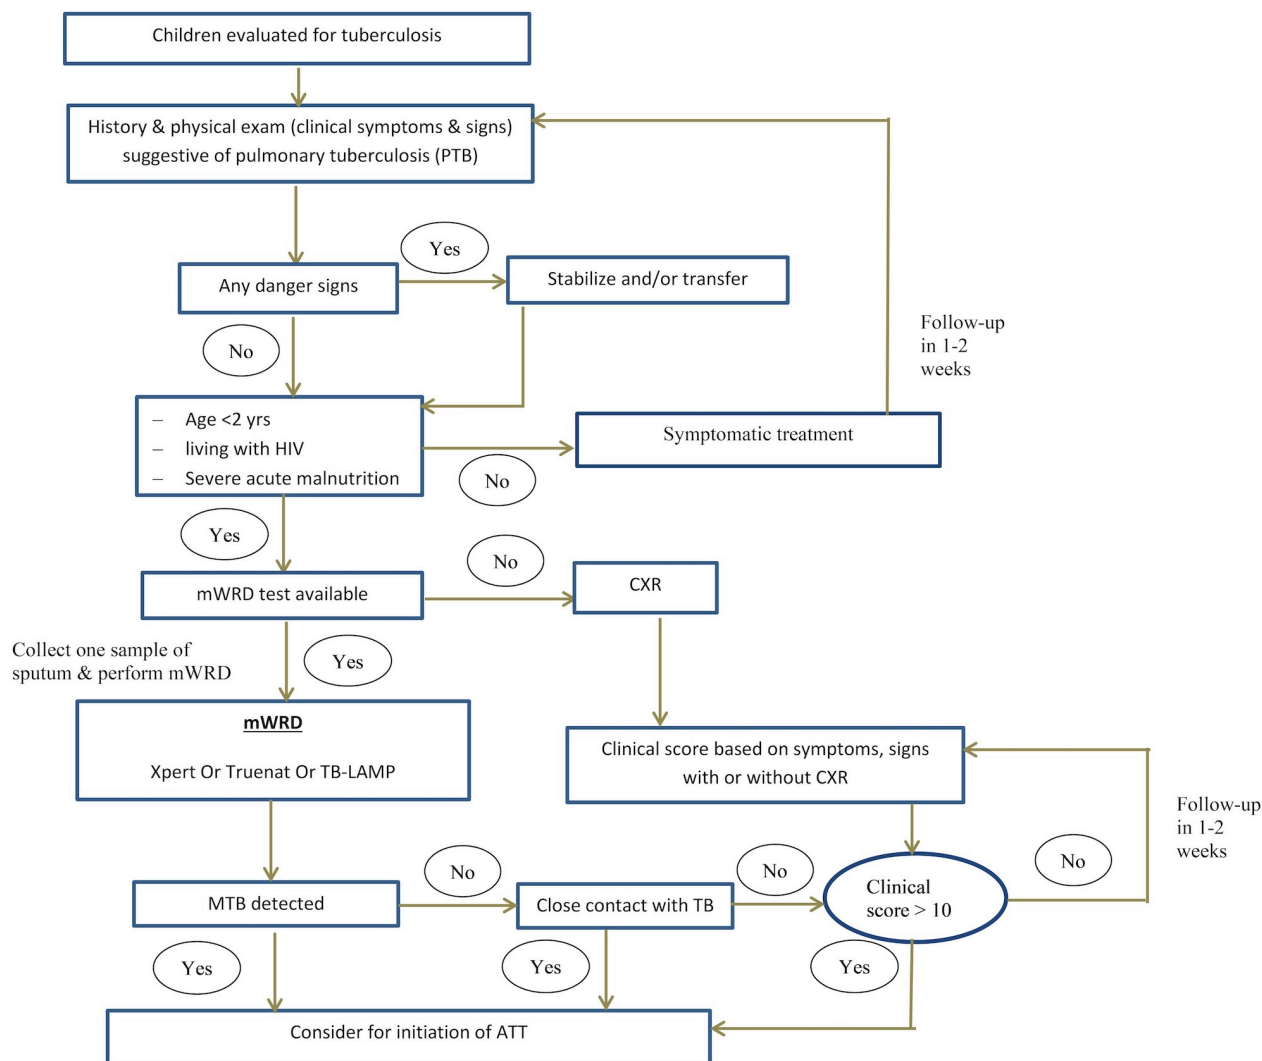 Children evaluated for tuberculosis
History & physical exam (clinical symptoms & signs)
suggestive of pulmonary tuberculosis (PTB)
Yes
Any danger signs
Stabilize and/or transfer
No
Follow-up
in 1-2
weeks
– Age <2 yrs
– living with HIV
– Severe acute malnutrition
Symptomatic treatment
No
Yes
No
mWRD test available
CXR
Collect one sample of
sputum & perform mWRD
Yes
mWRD
Xpert Or Truenat Or TB-LAMP
Clinical score based on symptoms, signs
with or without CXR
Follow-up
in 1-2
weeks
No
No
No
MTB detected
Close contact with TB
Clinical
score > 10
Yes
Yes
Yes
Consider for initiation of ATT